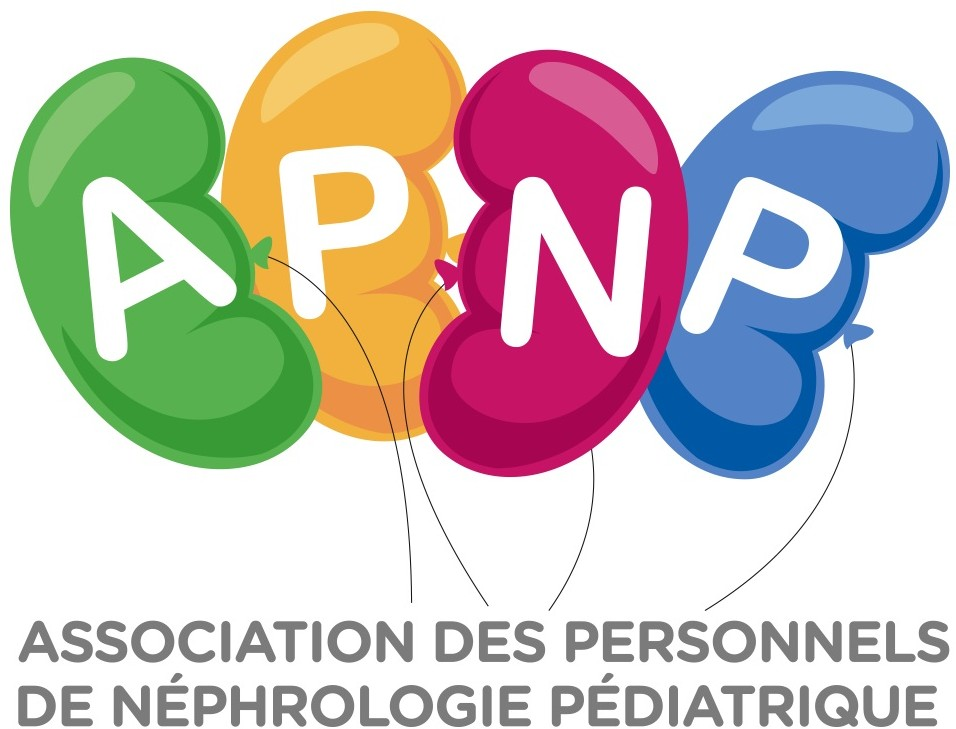 APNP
ASSOCIATION DES PERSONNELS
DE NÉPHROLOGIE PÉDIATRIQUE